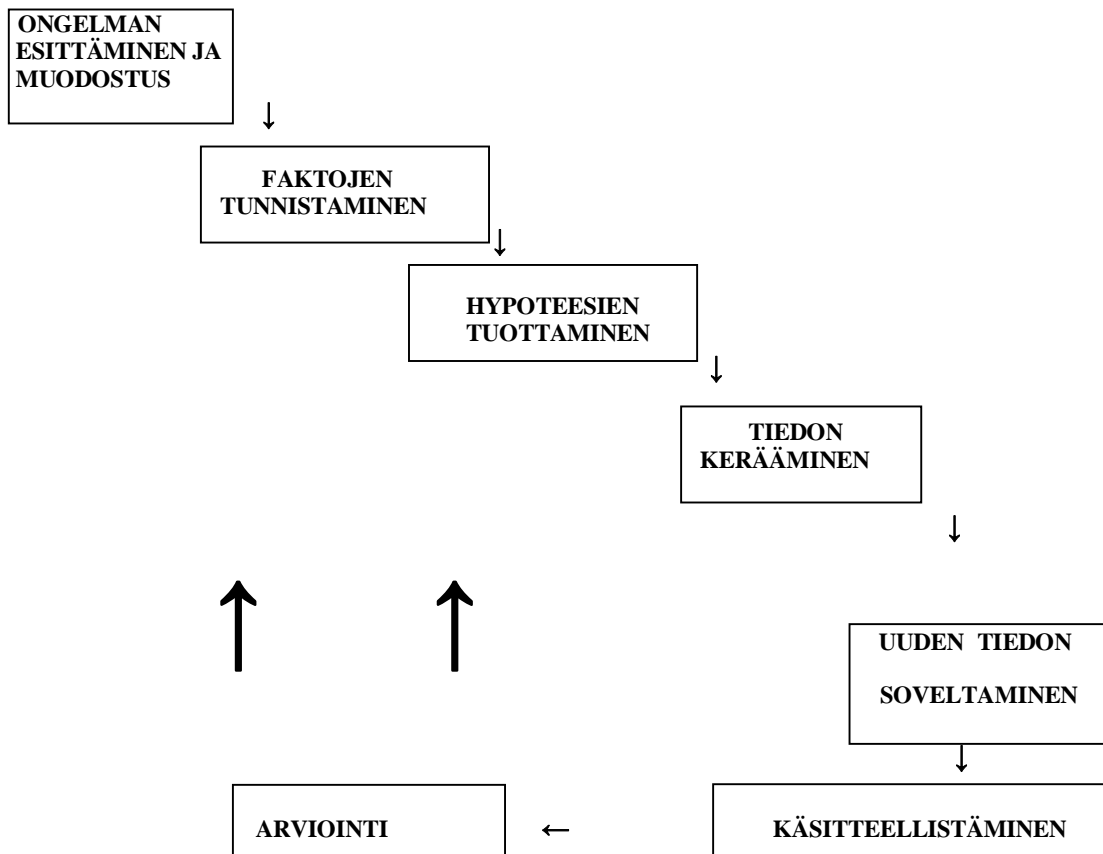 ONGELMAN
ESITTÄMINEN JA
MUODOSTUS
↓
FAKTOJEN
TUNNISTAMINEN
↓
HYPOTEESIEN
TUOTTAMINEN
↓
TIEDON
KERÄÄMINEN
↓
↑ ↑
UUDEN TIEDON
SOVELTAMINEN
↓
ARVIOINTI ← KÄSITTEELLISTÄMINEN